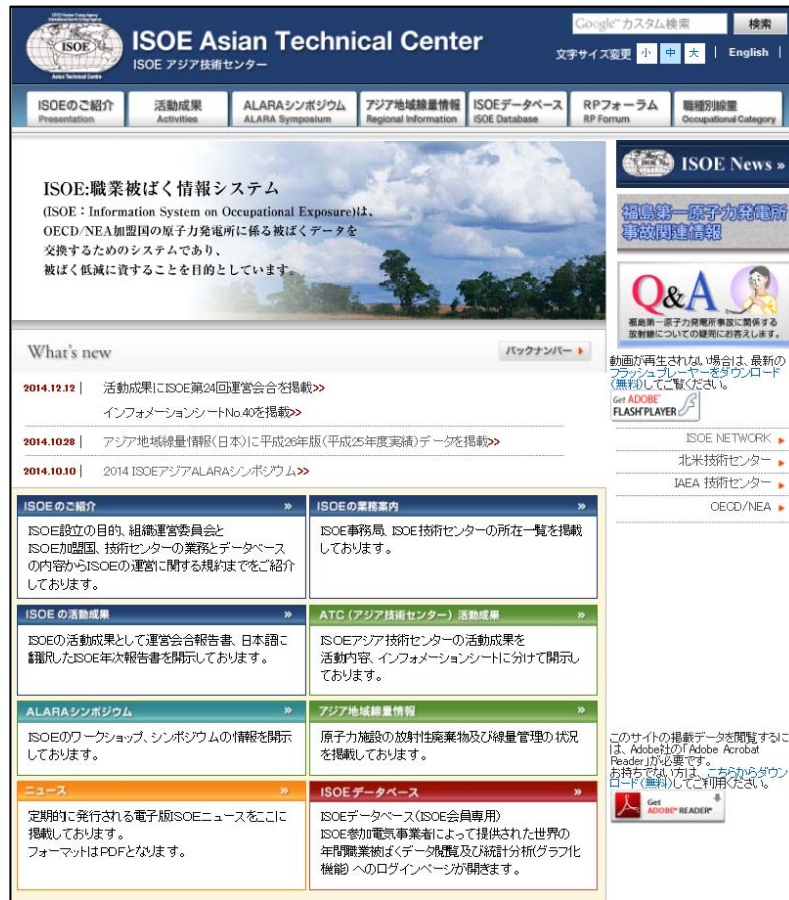 ISOE
Asian Technical Centre
ISOE Asian Technical Center
ISOE アジア技術センター
Google™ カスタム検索
検索
文字サイズ変更 小 中 大 | English |
ISOEのご紹介
Presentation
活動成果
Activities
ALARAシンポジウム
ALARA Symposium
アジア地域線量情報
Regional Information
ISOEデータベース
ISOE Database
RPフォーラム
RP Forrum
職種別線量
Occupational Category
ISOE:職業被ばく情報システム
(ISOE：Information System on Occupational Exposure)は、
OECD/NEA加盟国の原子力発電所に係る被ばくデータを
交換するためのシステムであり、
被ばく低減に資することを目的としています。
ISOE News »
福島第一原子力発電所
事故関連情報
Q&A
福島第一原子力発電所事故に関係する
放射線についての疑問にお答えします。
動画が再生されない場合は、最新の
フラッシュプレーヤーをダウンロード
(無料)してご覧ください。
Get ADOBE®
FLASH® PLAYER
ISOE NETWORK
北米技術センター
IAEA 技術センター
OECD/NEA
What's new
バックナンバー
2014.12.12 | 活動成果にISOE第24回運営会合を掲載>>
インフォメーションシートNo.40を掲載>>
2014.10.28 | アジア地域線量情報(日本)に平成26年版(平成25年度実績)データを掲載>>
2014.10.10 | 2014 ISOEアジアALARAシンポジウム>>
ISOE のご紹介 »
ISOE設立の目的、組織運営委員会と
ISOE加盟国、技術センターの業務とデータベース
の内容からISOEの運営に関する規約までをご紹介
しております。
ISOEの業務案内 »
ISOE事務局、ISOE技術センターの所在一覧を掲載
しております。
ISOE の活動成果 »
ISOEの活動成果として運営会合報告書、日本語に
翻訳したISOE年次報告書を開示しております。
ATC (アジア技術センター) 活動成果 »
ISOEアジア技術センターの活動成果を
活動内容、インフォメーションシートに分けて開示し
ております。
ALARAシンポジウム »
ISOEのワークショップ、シンポジウムの情報を開示
しております。
アジア地域線量情報 »
原子力施設の放射性廃棄物及び線量管理の状況
を掲載しております。
ニュース »
定期的に発行される電子版ISOEニュースをここに
掲載しております。
フォーマットはPDFとなります。
ISOEデータベース »
ISOEデータベース(ISOE会員専用)
ISOE参加電気事業者によって提供された世界の
年間職業被ばくデータ閲覧及び統計分析(グラフ化
機能) へのログインページが開きます。
このサイトの掲載データを閲覧するに
は、Adobe社の「Adobe Acrobat
Reader」が必要です。
お持ちでない方は、こちらからダウン
ロード(無料)してご利用ください。
Get
ADOBE® READER®